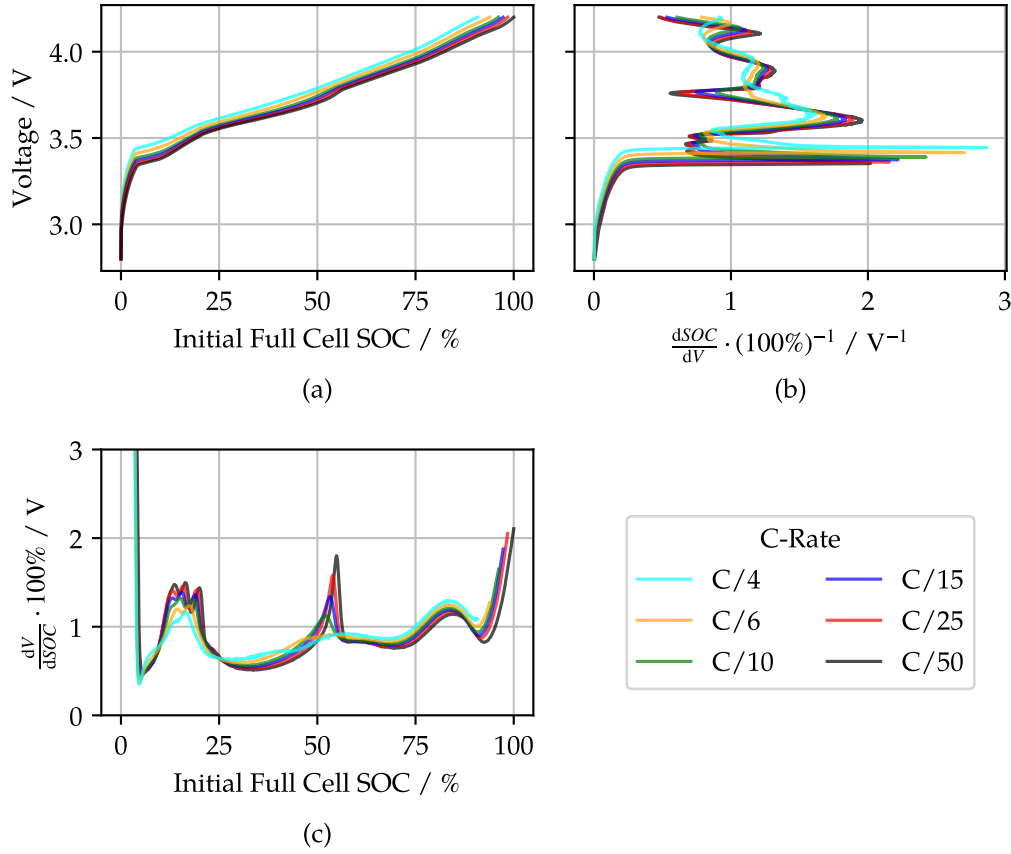 4.0
3.5
3.0
Voltage / V
0 25 50 75 100
Initial Full Cell SOC / %
(a)
0 1 2 3
dSOC/dV · (100%)⁻¹ / V⁻¹
(b)
3
2
1
0
dV/dSOC · 100% / V
0 25 50 75 100
Initial Full Cell SOC / %
(c)
C-Rate
C/4 C/15
C/6 C/25
C/10 C/50